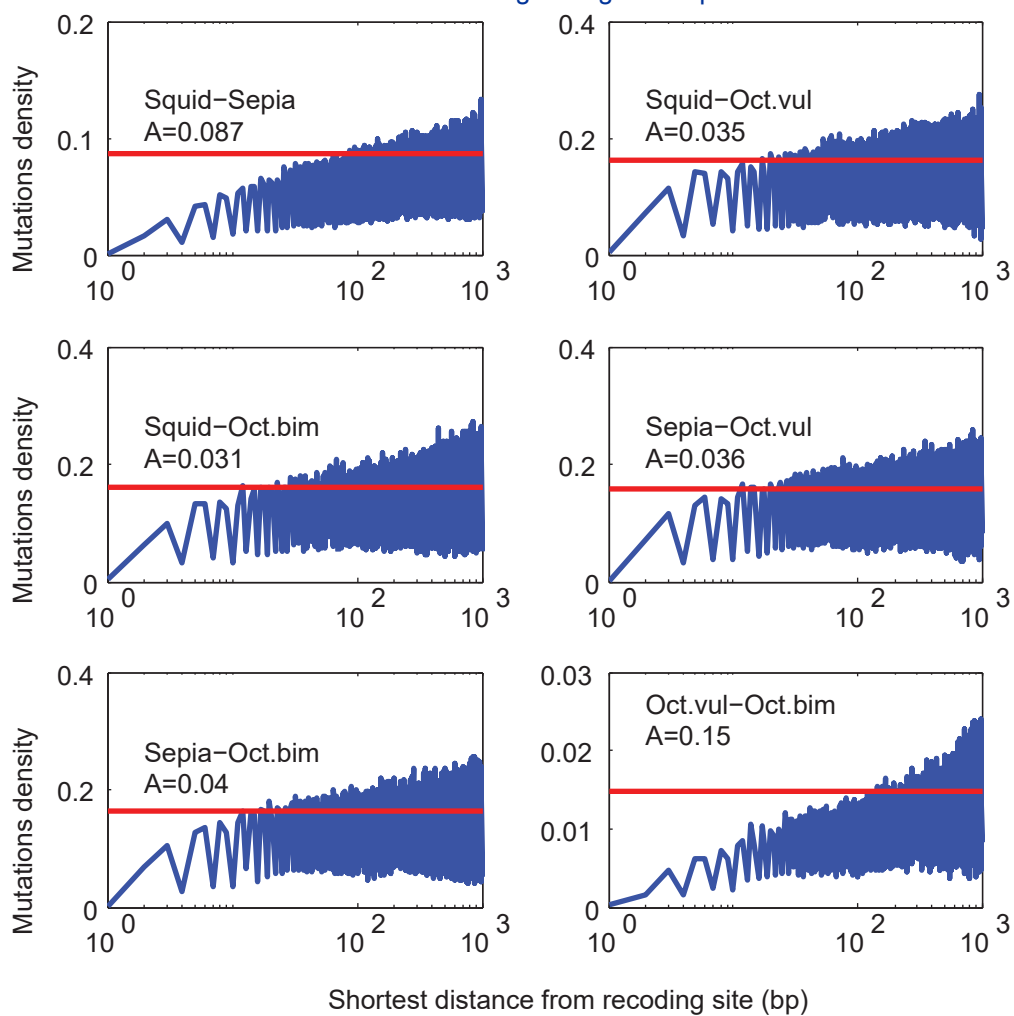 0.2
0.1
0
Mutations density
Squid−Sepia
A=0.087
10^0
10^2
10^3
0.4
0.2
0
Squid−Oct.vul
A=0.035
10^0
10^2
10^3
0.4
0.2
0
Mutations density
Squid−Oct.bim
A=0.031
10^0
10^2
10^3
0.4
0.2
0
Sepia−Oct.vul
A=0.036
10^0
10^2
10^3
0.4
0.2
0
Mutations density
Sepia−Oct.bim
A=0.04
10^0
10^2
10^3
0.03
0.02
0.01
0
Oct.vul−Oct.bim
A=0.15
10^0
10^2
10^3
Shortest distance from recoding site (bp)